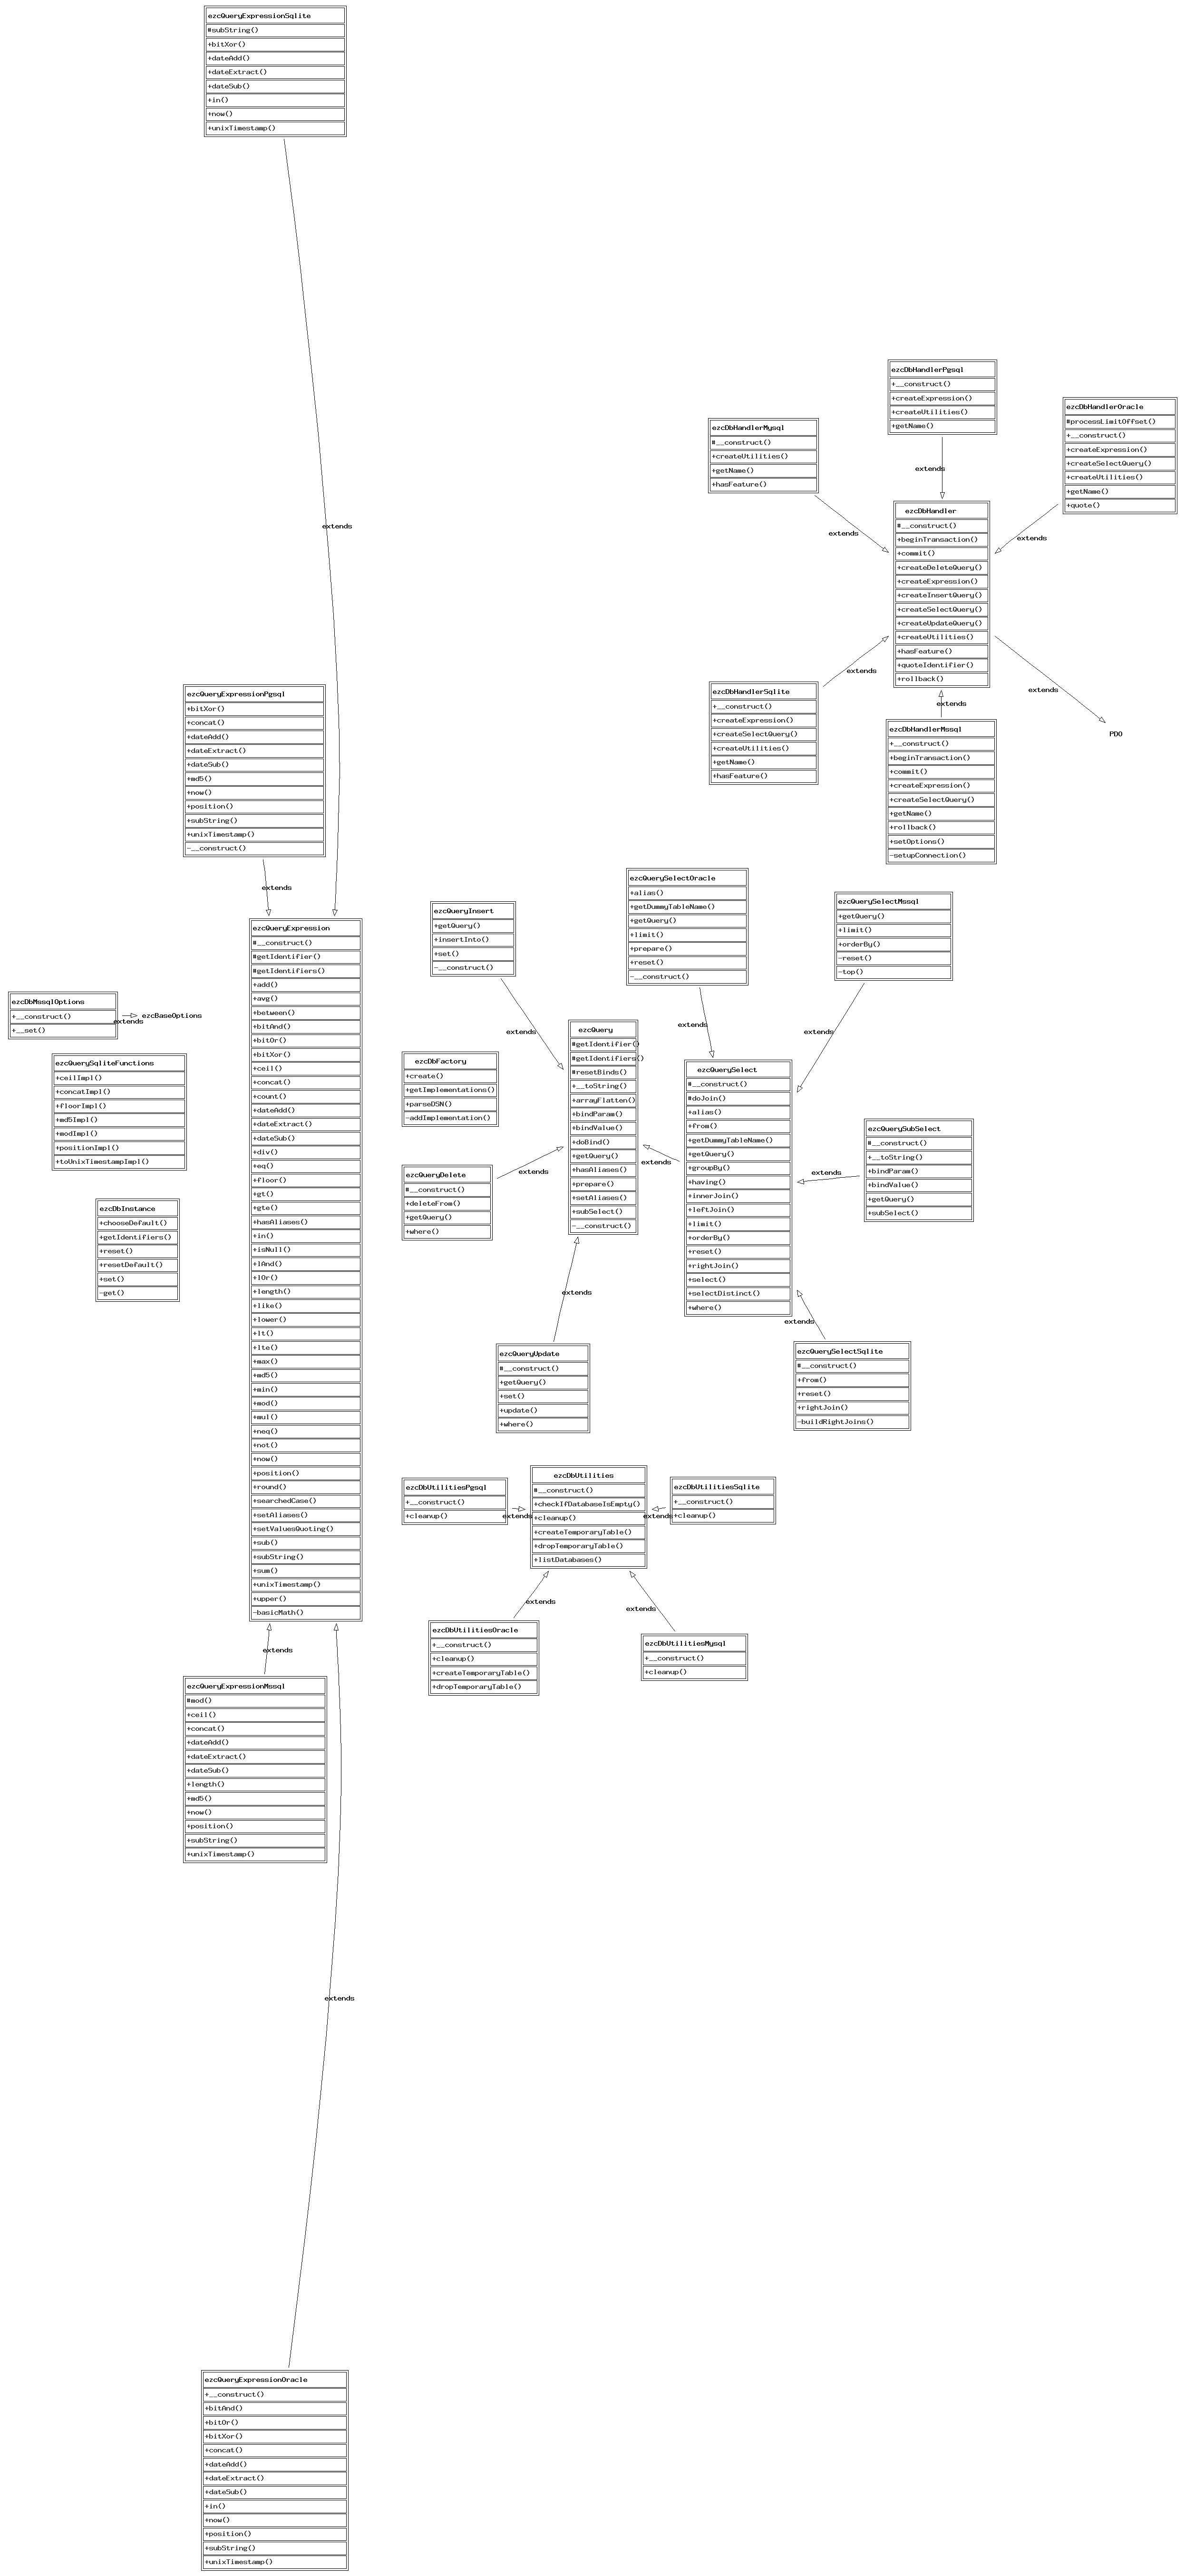 ezcQueryExpressionSqlite
#subString()
+bitXor()
+dateAdd()
+dateExtract()
+dateSub()
+in()
+now()
+unixTimestamp()
extends
ezcDbHandlerPgsql
+__construct()
+createExpression()
+createUtilities()
+getName()
extends
ezcDbHandlerOracle
#processLimitOffset()
+__construct()
+createExpression()
+createSelectQuery()
+createUtilities()
+getName()
+quote()
extends
ezcDbHandlerMysql
#__construct()
+createUtilities()
+getName()
+hasFeature()
extends
ezcDbHandler
#__construct()
+beginTransaction()
+commit()
+createDeleteQuery()
+createExpression()
+createInsertQuery()
+createSelectQuery()
+createUpdateQuery()
+createUtilities()
+hasFeature()
+quoteIdentifier()
+rollback()
extends
PDO
ezcDbHandlerSqlite
+__construct()
+createExpression()
+createSelectQuery()
+createUtilities()
+getName()
+hasFeature()
extends
extends
ezcDbHandlerMssql
+__construct()
+beginTransaction()
+commit()
+createExpression()
+createSelectQuery()
+getName()
+rollback()
+setOptions()
-setupConnection()
ezcQueryExpressionPgsql
+bitXor()
+concat()
+dateAdd()
+dateExtract()
+dateSub()
+md5()
+now()
+position()
+subString()
+unixTimestamp()
-__construct()
extends
ezcQueryExpression
#__construct()
#getIdentifier()
#getIdentifiers()
+add()
+avg()
+between()
+bitAnd()
+bitOr()
+bitXor()
+ceil()
+concat()
+count()
+dateAdd()
+dateExtract()
+dateSub()
+div()
+eq()
+floor()
+gt()
+gte()
+hasAliases()
+in()
+isNull()
+lAnd()
+lOr()
+length()
+like()
+lower()
+lt()
+lte()
+max()
+md5()
+min()
+mod()
+mul()
+neq()
+not()
+now()
+position()
+round()
+searchedCase()
+setAliases()
+setValuesQuoting()
+sub()
+subString()
+sum()
+unixTimestamp()
+upper()
-basicMath()
ezcDbMssqlOptions
+__construct()
+__set()
extends
ezcBaseOptions
ezcQuerySqliteFunctions
+ceilImpl()
+concatImpl()
+floorImpl()
+md5Impl()
+modImpl()
+positionImpl()
+toUnixTimestampImpl()
ezcDbInstance
+chooseDefault()
+getIdentifiers()
+reset()
+resetDefault()
+set()
-get()
ezcQueryInsert
+getQuery()
+insertInto()
+set()
-__construct()
extends
ezcQuerySelectOracle
+alias()
+getDummyTableName()
+getQuery()
+limit()
+prepare()
+reset()
-__construct()
extends
ezcQuerySelectMssql
+getQuery()
+limit()
+orderBy()
-reset()
-top()
extends
ezcDbFactory
+create()
+getImplementations()
+parseDSN()
-addImplementation()
ezcQuery
#getIdentifier()
#getIdentifiers()
#resetBinds()
+__toString()
+arrayFlatten()
+bindParam()
+bindValue()
+doBind()
+getQuery()
+hasAliases()
+prepare()
+setAliases()
+subSelect()
-__construct()
extends
ezcQuerySelect
#__construct()
#doJoin()
+alias()
+from()
+getDummyTableName()
+getQuery()
+groupBy()
+having()
+innerJoin()
+leftJoin()
+limit()
+orderBy()
+reset()
+rightJoin()
+select()
+selectDistinct()
+where()
extends
ezcQuerySubSelect
#__construct()
+__toString()
+bindParam()
+bindValue()
+getQuery()
+subSelect()
ezcQueryDelete
#__construct()
+deleteFrom()
+getQuery()
+where()
extends
extends
ezcQueryUpdate
#__construct()
+getQuery()
+set()
+update()
+where()
extends
ezcQuerySelectSqlite
#__construct()
+from()
+reset()
+rightJoin()
-buildRightJoins()
ezcDbUtilitiesPgsql
+__construct()
+cleanup()
extends
ezcDbUtilities
#__construct()
+checkIfDatabaseIsEmpty()
+cleanup()
+createTemporaryTable()
+dropTemporaryTable()
+listDatabases()
extends
ezcDbUtilitiesSqlite
+__construct()
+cleanup()
extends
ezcDbUtilitiesOracle
+__construct()
+cleanup()
+createTemporaryTable()
+dropTemporaryTable()
extends
ezcDbUtilitiesMysql
+__construct()
+cleanup()
extends
ezcQueryExpressionMssql
#mod()
+ceil()
+concat()
+dateAdd()
+dateExtract()
+dateSub()
+length()
+md5()
+now()
+position()
+subString()
+unixTimestamp()
extends
ezcQueryExpressionOracle
+__construct()
+bitAnd()
+bitOr()
+bitXor()
+concat()
+dateAdd()
+dateExtract()
+dateSub()
+in()
+now()
+position()
+subString()
+unixTimestamp()